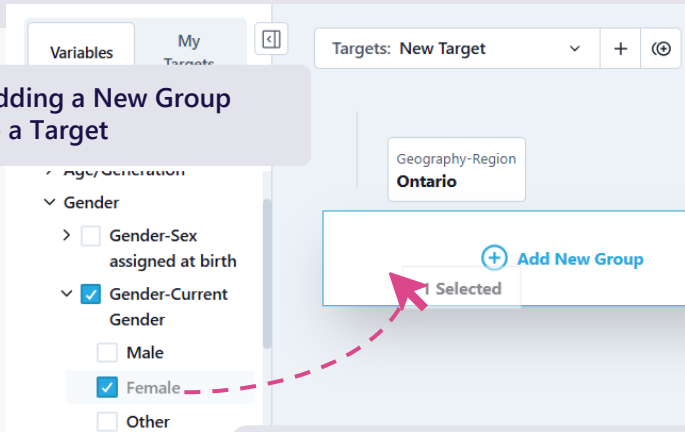 Variables
My
Targets
Targets: New Target
dding a New Group
a Target
Age/Generation
Geography-Region
Ontario
Gender
Gender-Sex
assigned at birth
Add New Group
1 Selected
Gender-Current
Gender
Male
Female
Other